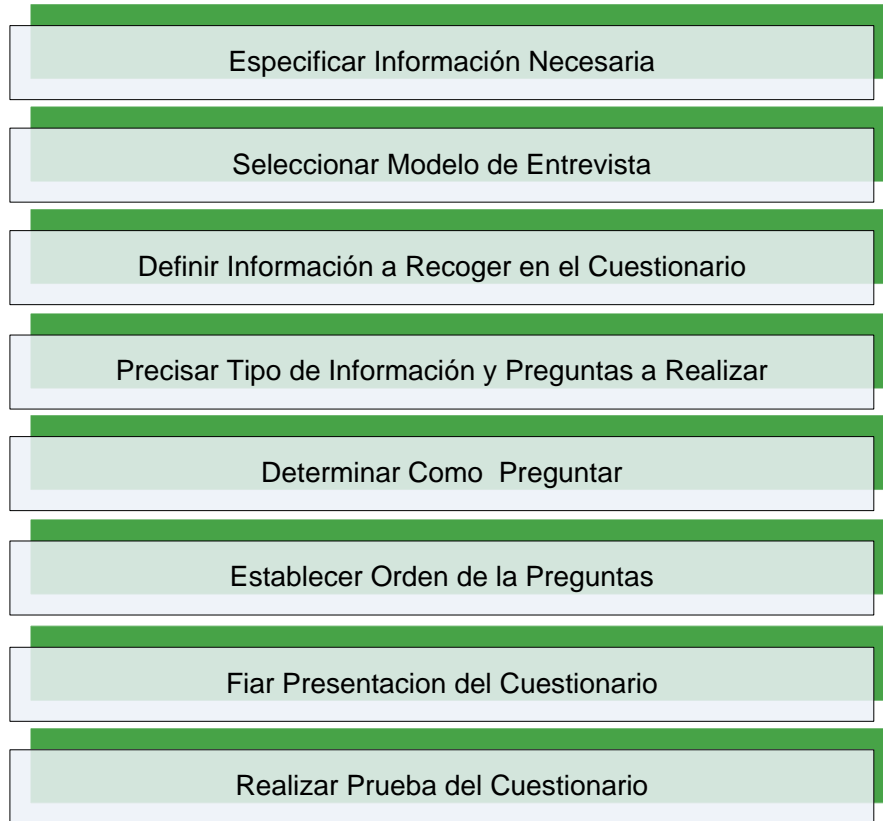 Especificar Información Necesaria
Seleccionar Modelo de Entrevista
Definir Información a Recoger en el Cuestionario
Precisar Tipo de Información y Preguntas a Realizar
Determinar Como  Preguntar
Establecer Orden de la Preguntas
Fiar Presentacion del Cuestionario
Realizar Prueba del Cuestionario